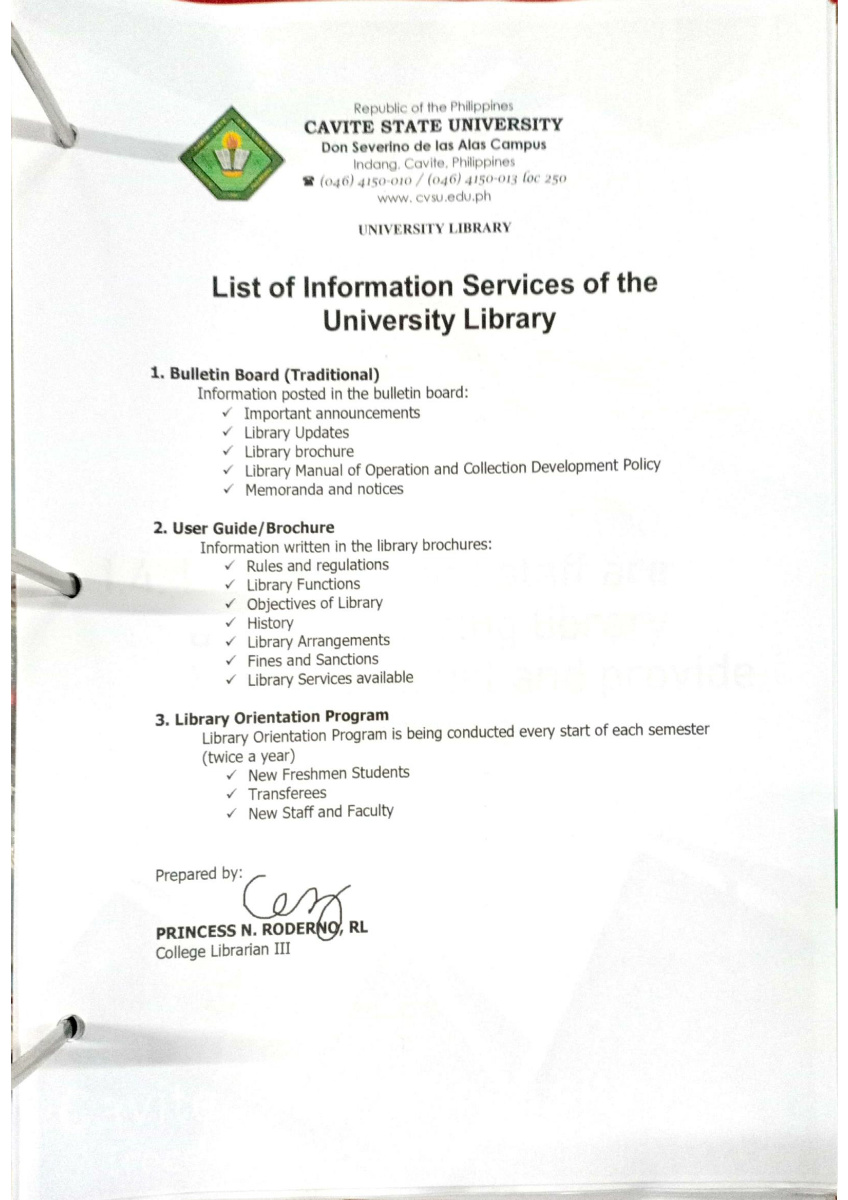 Republic of the Philippines
CAVITE STATE UNIVERSITY
Don Severino de las Alas Campus
Indang, Cavite, Philippines
☎ (046) 4150-010 / (046) 4150-013 loc 250
www. cvsu.edu.ph
UNIVERSITY LIBRARY
List of Information Services of the
University Library
1. Bulletin Board (Traditional)
Information posted in the bulletin board:
✓ Important announcements
✓ Library Updates
✓ Library brochure
✓ Library Manual of Operation and Collection Development Policy
✓ Memoranda and notices
2. User Guide/Brochure
Information written in the library brochures:
✓ Rules and regulations
✓ Library Functions
✓ Objectives of Library
✓ History
✓ Library Arrangements
✓ Fines and Sanctions
✓ Library Services available
3. Library Orientation Program
Library Orientation Program is being conducted every start of each semester
(twice a year)
✓ New Freshmen Students
✓ Transferees
✓ New Staff and Faculty
Prepared by:
PRINCESS N. RODERNO, RL
College Librarian III